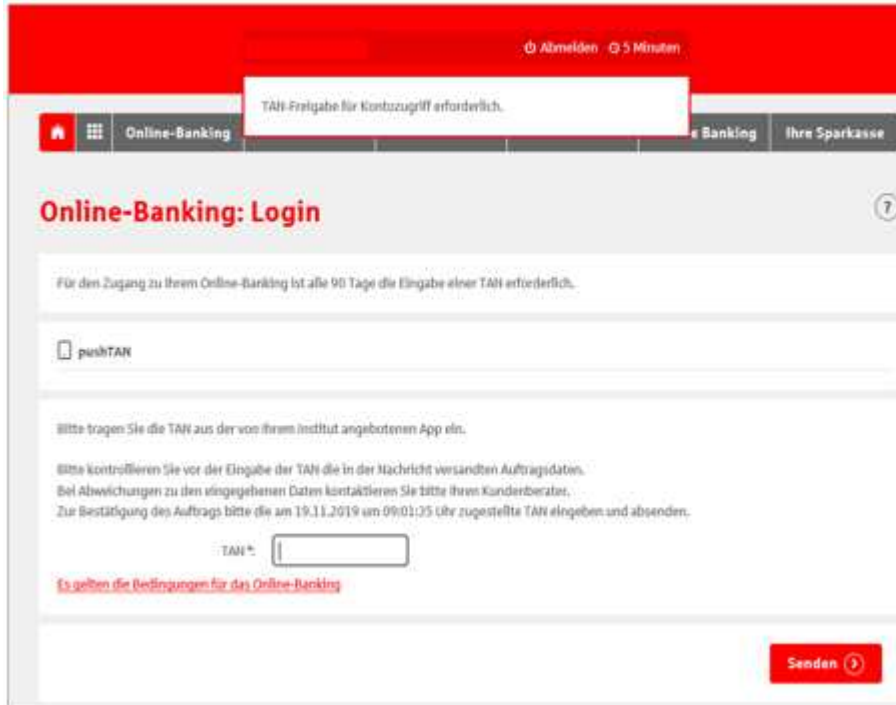 Abmelden 5 Minuten
TAN-Freigabe für Kontozugriff erforderlich.
Online-Banking e Banking Ihre Sparkasse
Online-Banking: Login
?
Für den Zugang zu Ihrem Online-Banking ist alle 90 Tage die Eingabe einer TAN erforderlich.
pushTAN
Bitte tragen Sie die TAN aus der von Ihrem Institut angebotenen App ein.
Bitte kontrollieren Sie vor der Eingabe der TAN die in der Nachricht versandten Auftragsdaten.
Bei Abweichungen zu den eingegebenen Daten kontaktieren Sie bitte Ihren Kundenberater.
Zur Bestätigung des Auftrags bitte die am 19.11.2019 um 09:01:35 Uhr zugestellte TAN eingeben und absenden.
TAN*:
Es gelten die Bedingungen für das Online-Banking
Senden